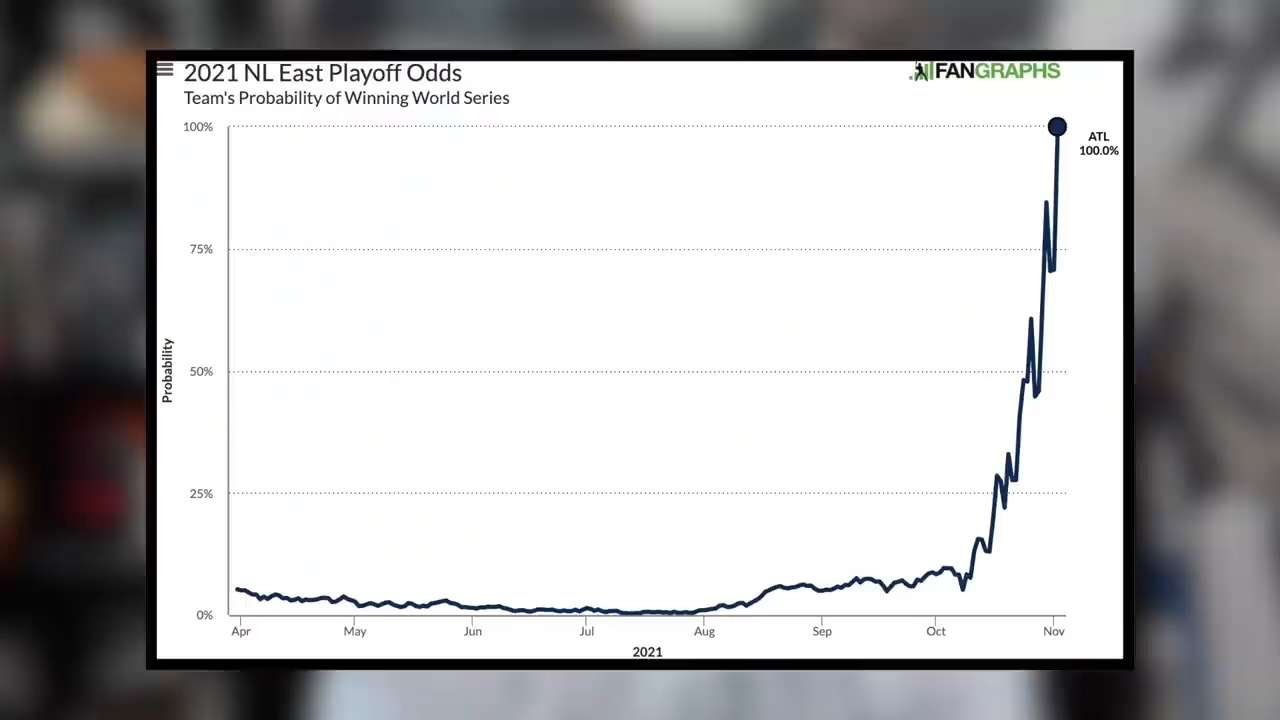 2021 NL East Playoff Odds
FANGRAPHS
Team's Probability of Winning World Series
100%
ATL
100.0%
75%
50%
25%
0%
Probability
Apr
May
Jun
Jul
Aug
Sep
Oct
Nov
2021